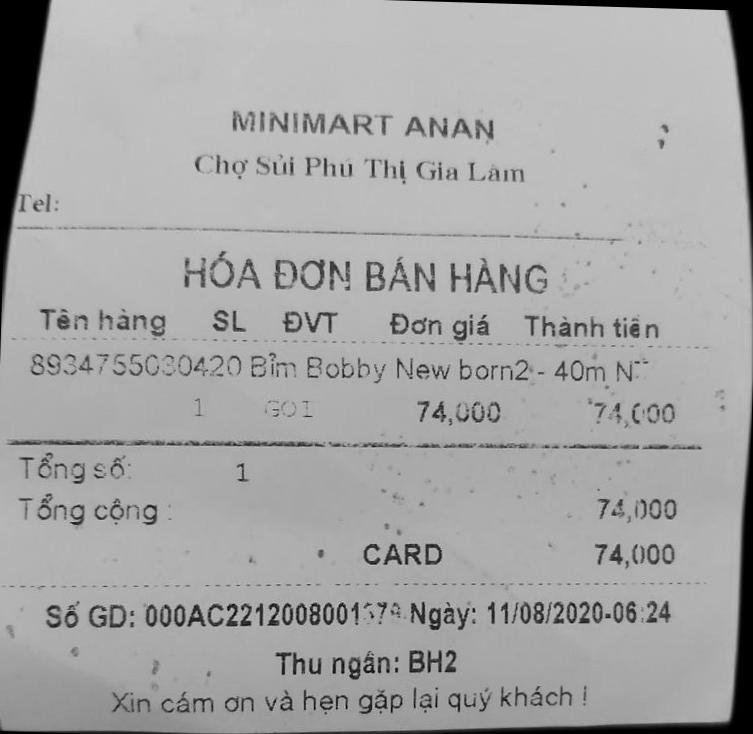 MINIMART ANAN
Chợ Sủi Phú Thị Gia Lâm
Tel:
HÓA ĐƠN BÁN HÀNG
Tên hàng SL ĐVT Đơn giá Thành tiền
8934755030420 Bỉm Bobby New born2 - 40m
1 GOI 74,000 74,000
Tổng số: 1
Tổng cộng : 74,000
CARD 74,000
Số GD: Ngày: 11/08/2020-06:24
Thu ngân: BH2
Xin cám ơn và hẹn gặp lại quý khách !